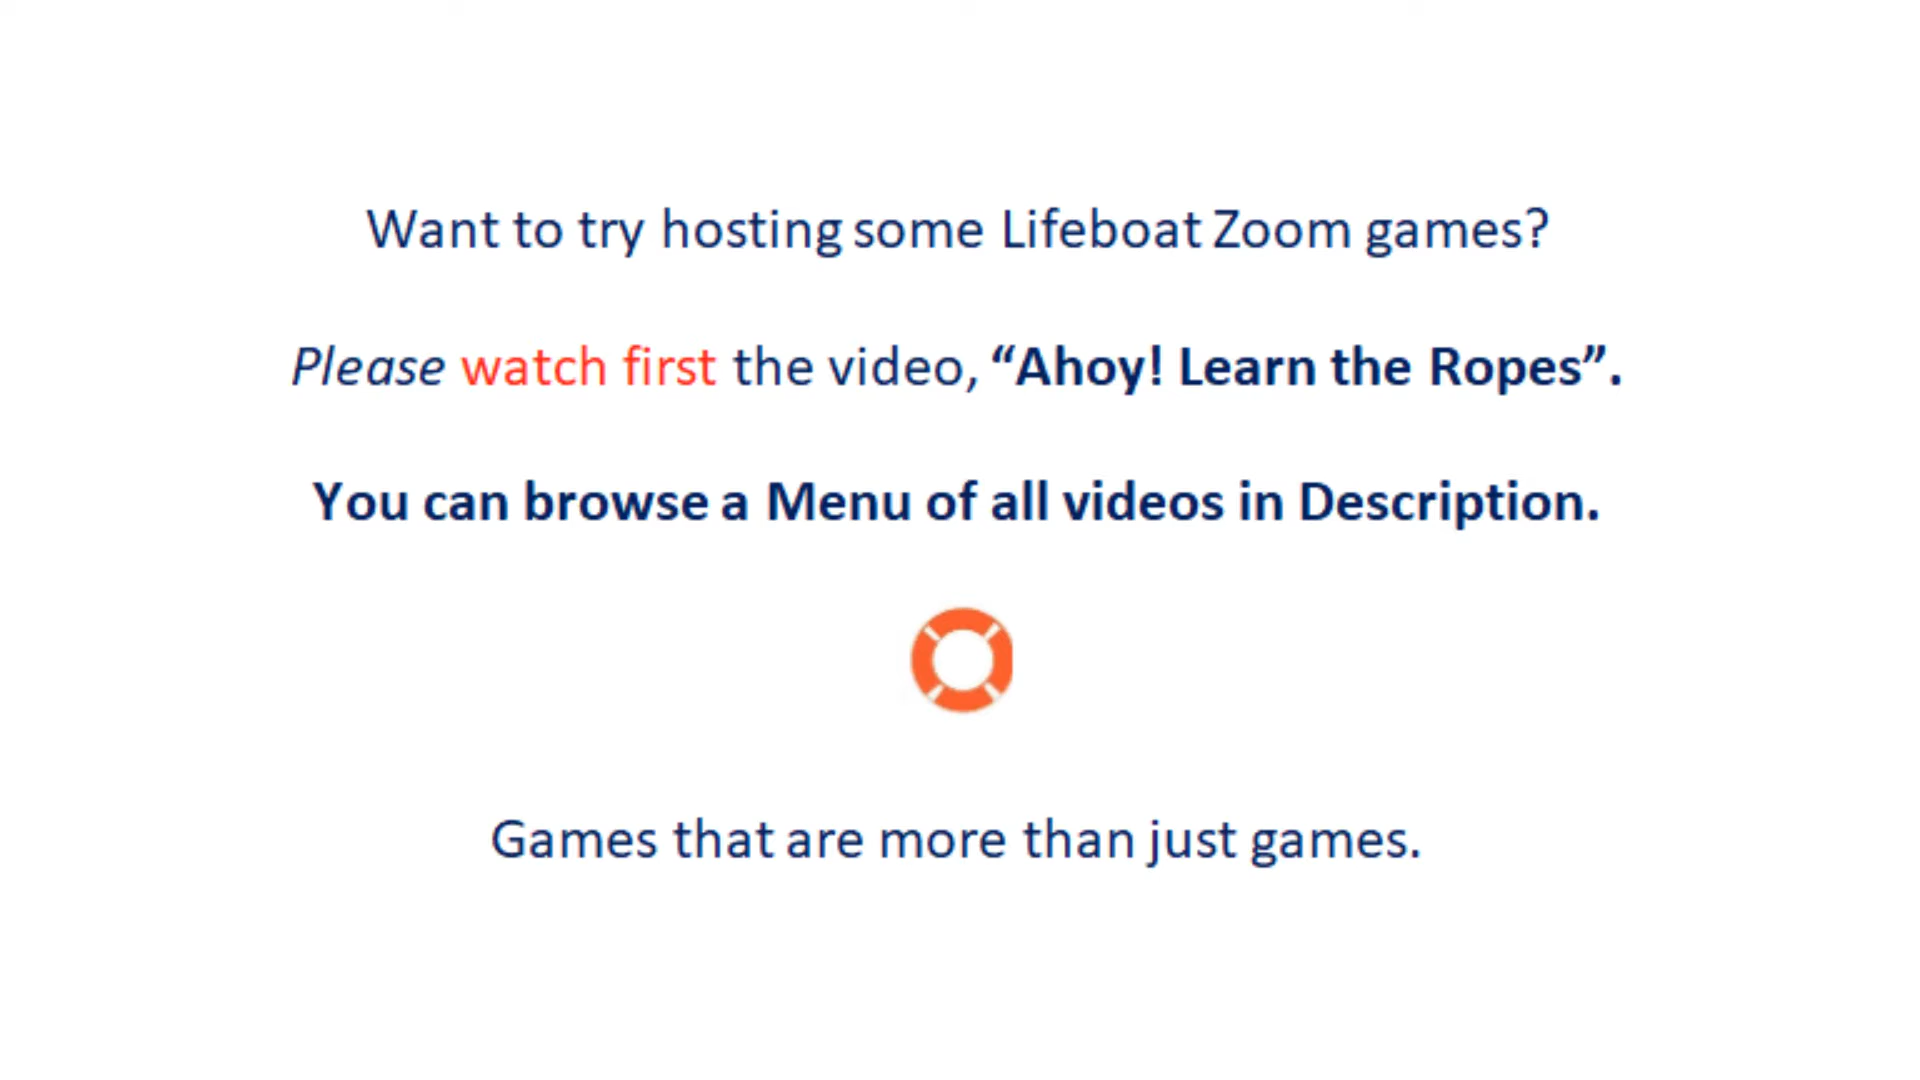 Want to try hosting some Lifeboat Zoom games?
Please watch first the video, “Ahoy! Learn the Ropes”.
You can browse a Menu of all videos in Description.
Games that are more than just games.